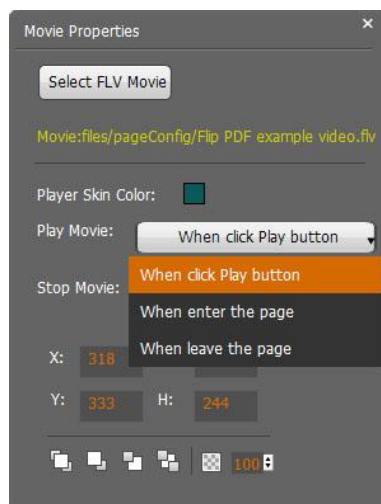 Movie Properties ×
Select FLV Movie
Movie:files/pageConfig/Flip PDF example video.flv
Player Skin Color:
Play Movie: When click Play button
When click Play button
Stop Movie:
When enter the page
When leave the page
X: 318
Y: 333 H: 244
100